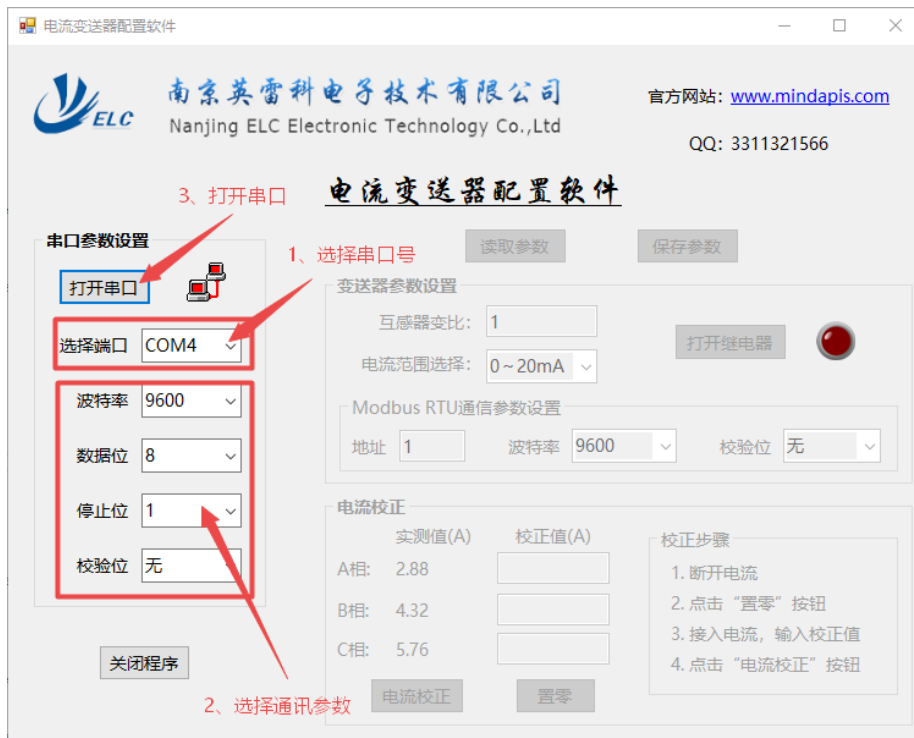 电流变送器配置软件
ELC
南京英雷科电子技术有限公司
Nanjing ELC Electronic Technology Co.,Ltd
官方网站：www.mindapis.com
QQ：3311321566
电流变送器配置软件
3、打开串口
串口参数设置
打开串口
1、选择串口号
选择端口 COM4
波特率 9600
数据位 8
停止位 1
校验位 无
关闭程序
2、选择通讯参数
读取参数 保存参数
变送器参数设置
互感器变比： 1
电流范围选择： 0~20mA
打开继电器
Modbus RTU通信参数设置
地址 1 波特率 9600 校验位 无
电流校正
实测值(A) 校正值(A)
A相: 2.88
B相: 4.32
C相: 5.76
电流校正 置零
校正步骤
1. 断开电流
2. 点击“置零”按钮
3. 接入电流，输入校正值
4. 点击“电流校正”按钮